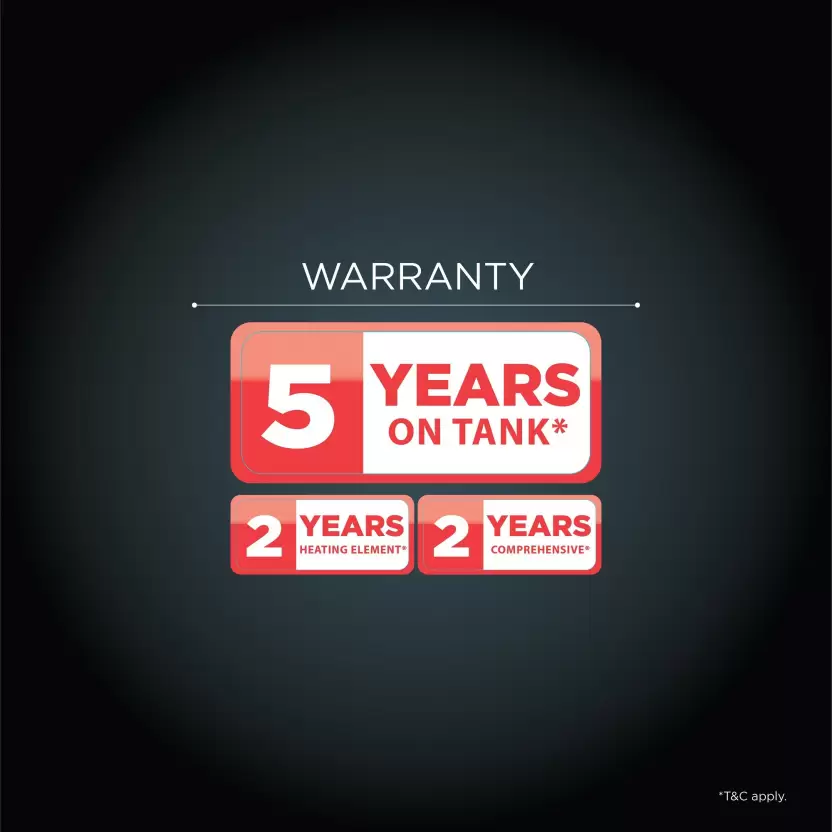 WARRANTY
5 YEARS
ON TANK*
2 YEARS
HEATING ELEMENT*
2 YEARS
COMPREHENSIVE*
*T&C apply.